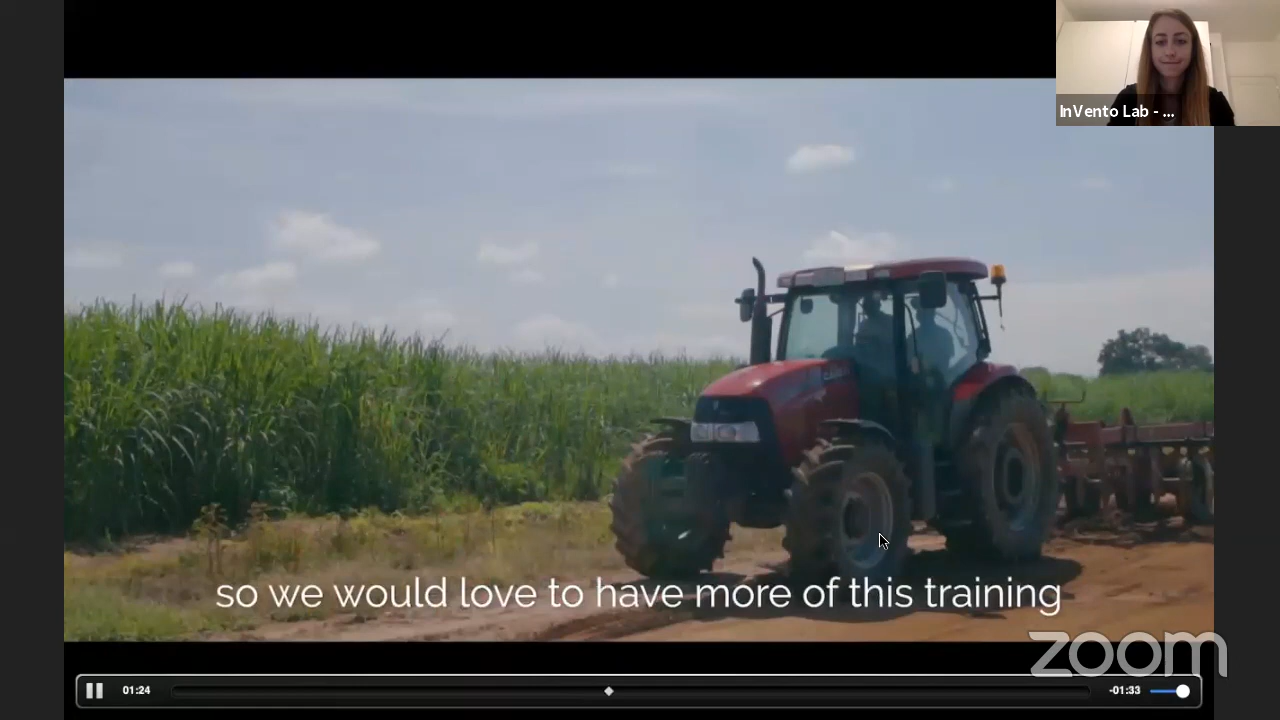 InVento Lab - ...
so we would love to have more of this training
zoom
01:24
-01:33